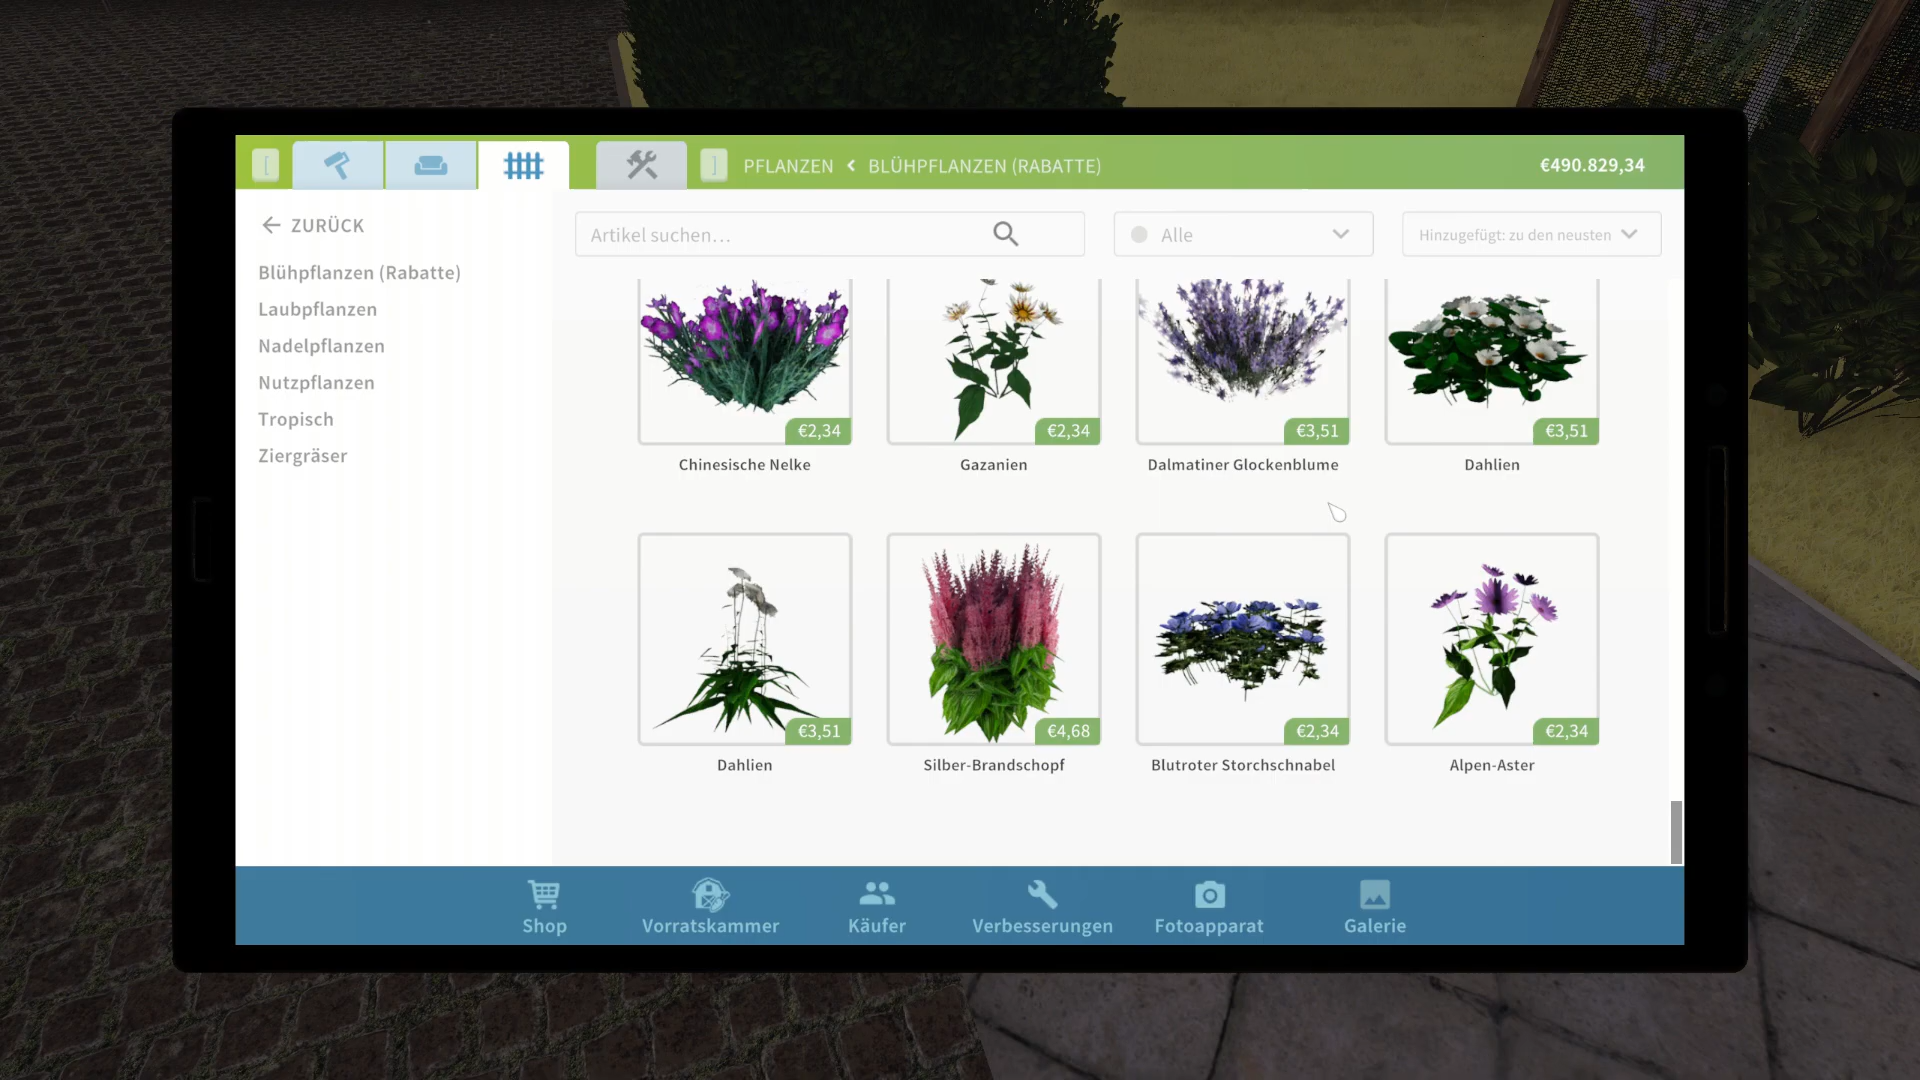 [
]
PFLANZEN < BLÜHPFLANZEN (RABATTE)
€490.829,34
ZURÜCK
Blühpflanzen (Rabatte)
Laubpflanzen
Nadelpflanzen
Nutzpflanzen
Tropisch
Ziergräser
Artikel suchen...
Alle
Hinzugefügt: zu den neusten
€2,34
€2,34
€3,51
€3,51
Chinesische Nelke
Gazanien
Dalmatiner Glockenblume
Dahlien
€3,51
€4,68
€2,34
€2,34
Dahlien
Silber-Brandschopf
Blutroter Storchschnabel
Alpen-Aster
Shop
Vorratskammer
Käufer
Verbesserungen
Fotoapparat
Galerie